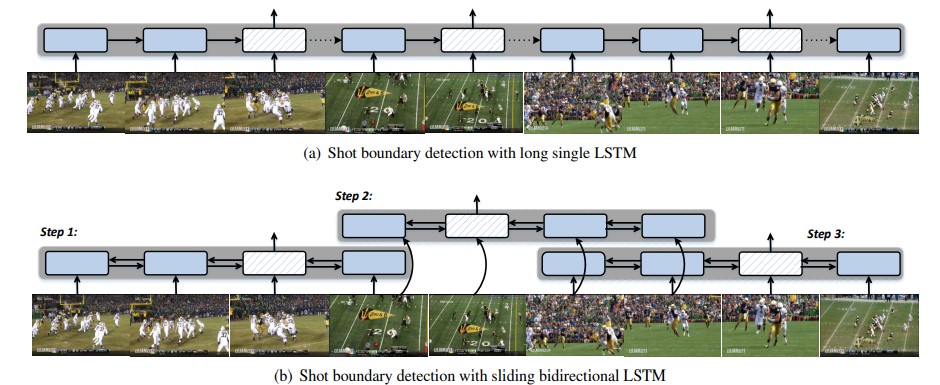 (a) Shot boundary detection with long single LSTM
Step 2:
Step 1:
Step 3:
(b) Shot boundary detection with sliding bidirectional LSTM